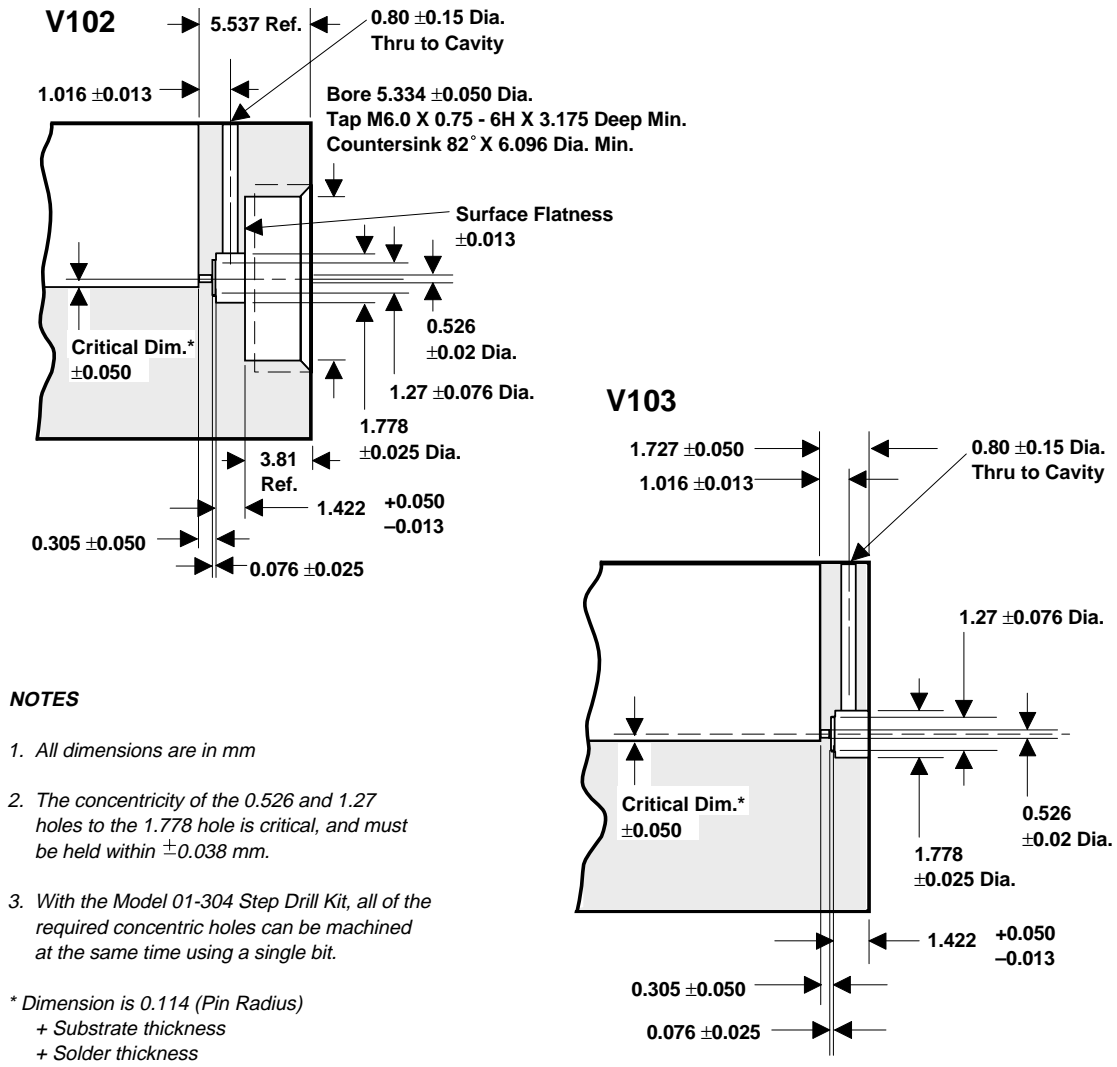 V102
5.537 Ref.
0.80 ±0.15 Dia.
Thru to Cavity
1.016 ±0.013
Bore 5.334 ±0.050 Dia.
Tap M6.0 X 0.75 - 6H X 3.175 Deep Min.
Countersink 82° X 6.096 Dia. Min.
Surface Flatness
±0.013
Critical Dim.*
±0.050
0.526
±0.02 Dia.
1.27 ±0.076 Dia.
1.778
±0.025 Dia.
3.81
Ref.
1.422 +0.050
–0.013
0.305 ±0.050
0.076 ±0.025
V103
1.727 ±0.050
1.016 ±0.013
0.80 ±0.15 Dia.
Thru to Cavity
1.27 ±0.076 Dia.
Critical Dim.*
±0.050
0.526
±0.02 Dia.
1.778
±0.025 Dia.
1.422 +0.050
–0.013
0.305 ±0.050
0.076 ±0.025
NOTES
1. All dimensions are in mm
2. The concentricity of the 0.526 and 1.27
holes to the 1.778 hole is critical, and must
be held within ±0.038 mm.
3. With the Model 01-304 Step Drill Kit, all of the
required concentric holes can be machined
at the same time using a single bit.
* Dimension is 0.114 (Pin Radius)
+ Substrate thickness
+ Solder thickness